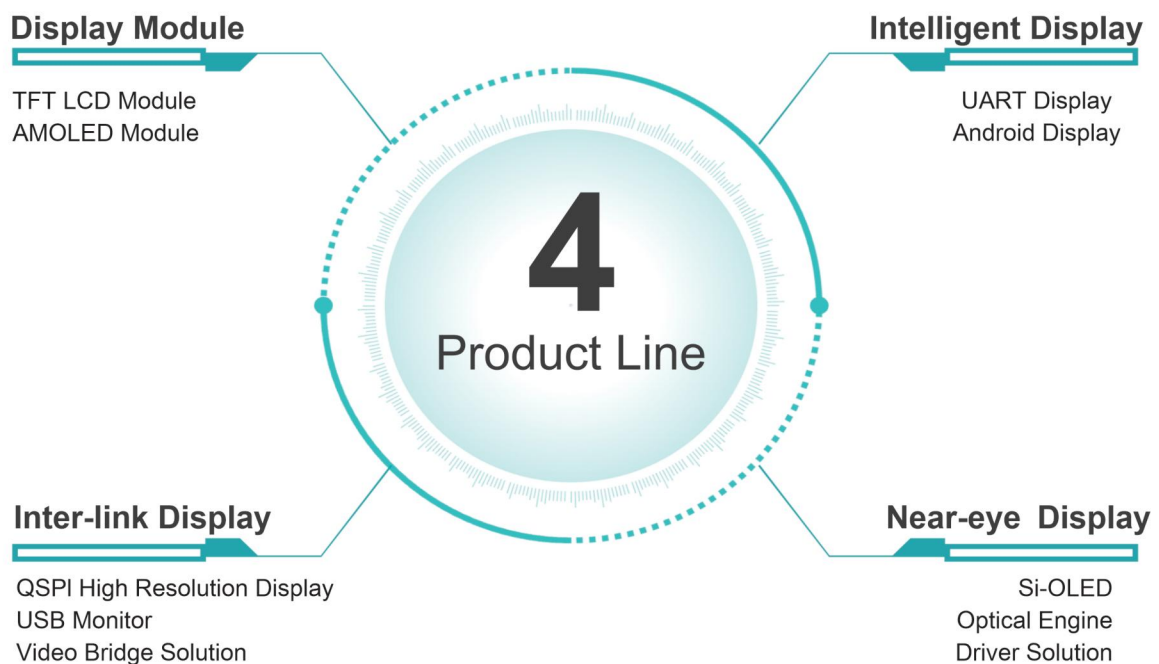 Display Module
TFT LCD Module
AMOLED Module
Intelligent Display
UART Display
Android Display
4
Product Line
Inter-link Display
QSPI High Resolution Display
USB Monitor
Video Bridge Solution
Near-eye Display
Si-OLED
Optical Engine
Driver Solution